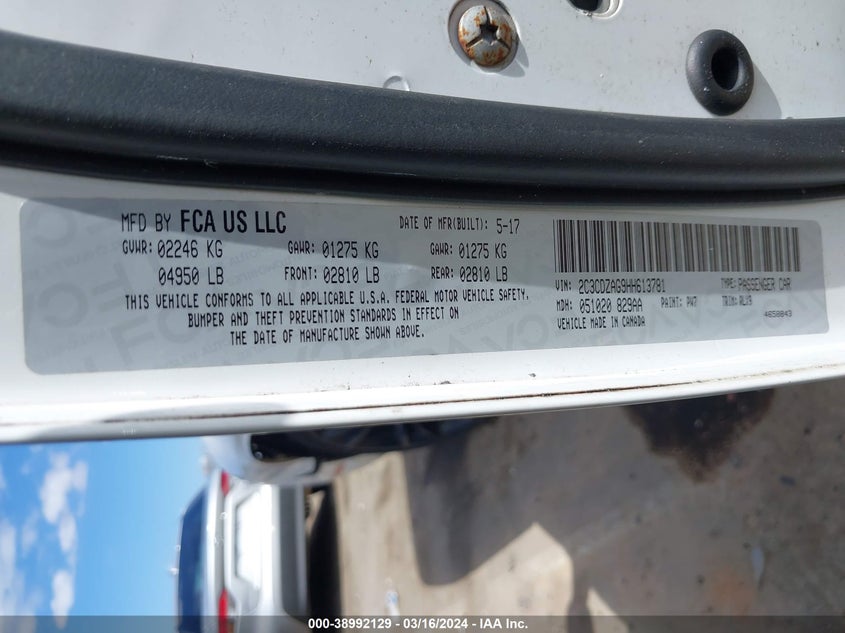 MFD BY FCA US LLC DATE OF MFR(BUILT): 5-17
GVWR: 02246 KG GAWR: 01275 KG GAWR: 01275 KG
04950 LB FRONT: 02810 LB REAR: 02810 LB
THIS VEHICLE CONFORMS TO ALL APPLICABLE U.S.A. FEDERAL MOTOR VEHICLE SAFETY,
BUMPER AND THEFT PREVENTION STANDARDS IN EFFECT ON
THE DATE OF MANUFACTURE SHOWN ABOVE.
VIN: 2C3CDZAG9HH613781 TYPE: PASSENGER CAR
MDH: 051020 829AA PAINT: PW7 TRIM: ALX9
VEHICLE MADE IN CANADA 4650843
000-38992129 / 03/16/2024 / IAA Inc.